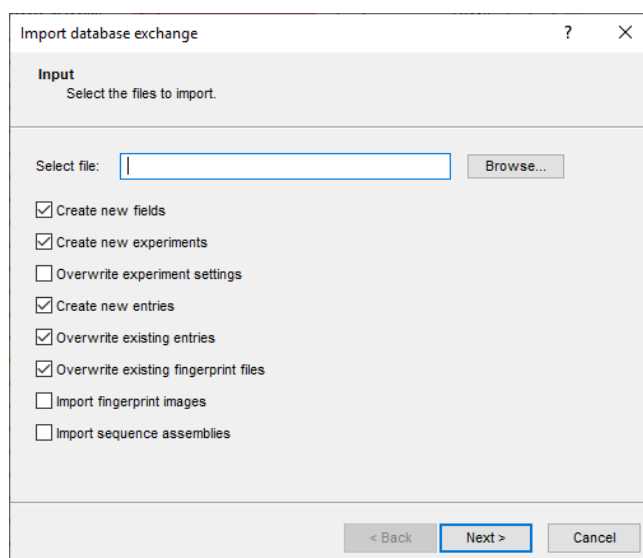 Import database exchange
?
Input
Select the files to import.
Select file:
Browse...
Create new fields
Create new experiments
Overwrite experiment settings
Create new entries
Overwrite existing entries
Overwrite existing fingerprint files
Import fingerprint images
Import sequence assemblies
< Back Next > Cancel